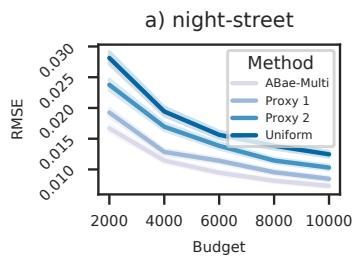 a) night-street
RMSE
0.030
0.025
0.020
0.015
0.010
Method
ABae-Multi
Proxy 1
Proxy 2
Uniform
2000 4000 6000 8000 10000
Budget